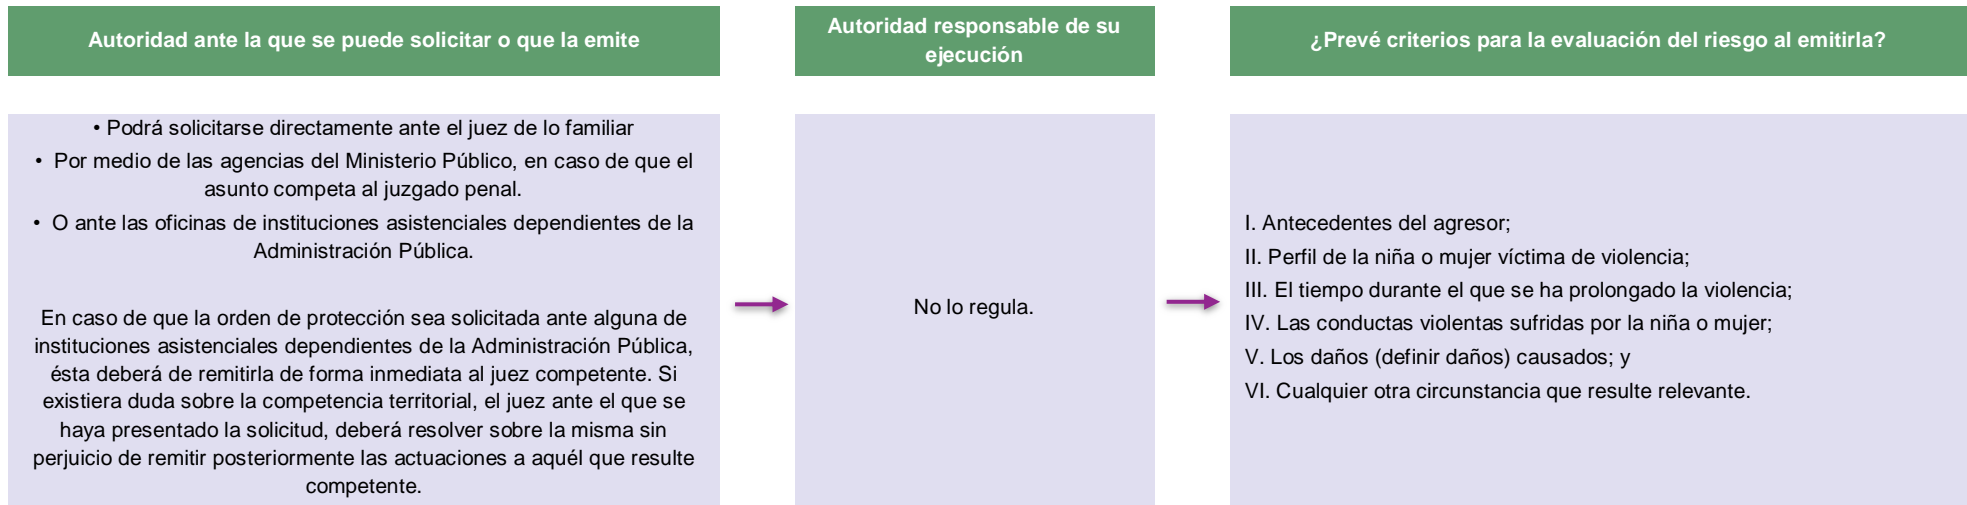 Autoridad ante la que se puede solicitar o que la emite
• Podrá solicitarse directamente ante el juez de lo familiar
• Por medio de las agencias del Ministerio Público, en caso de que el
asunto competa al juzgado penal.
• O ante las oficinas de instituciones asistenciales dependientes de la
Administración Pública.
En caso de que la orden de protección sea solicitada ante alguna de
instituciones asistenciales dependientes de la Administración Pública,
ésta deberá de remitirla de forma inmediata al juez competente. Si
existiera duda sobre la competencia territorial, el juez ante el que se
haya presentado la solicitud, deberá resolver sobre la misma sin
perjuicio de remitir posteriormente las actuaciones a aquél que resulte
competente.
Autoridad responsable de su
ejecución
No lo regula.
¿Prevé criterios para la evaluación del riesgo al emitirla?
I. Antecedentes del agresor;
II. Perfil de la niña o mujer víctima de violencia;
III. El tiempo durante el que se ha prolongado la violencia;
IV. Las conductas violentas sufridas por la niña o mujer;
V. Los daños (definir daños) causados; y
VI. Cualquier otra circunstancia que resulte relevante.